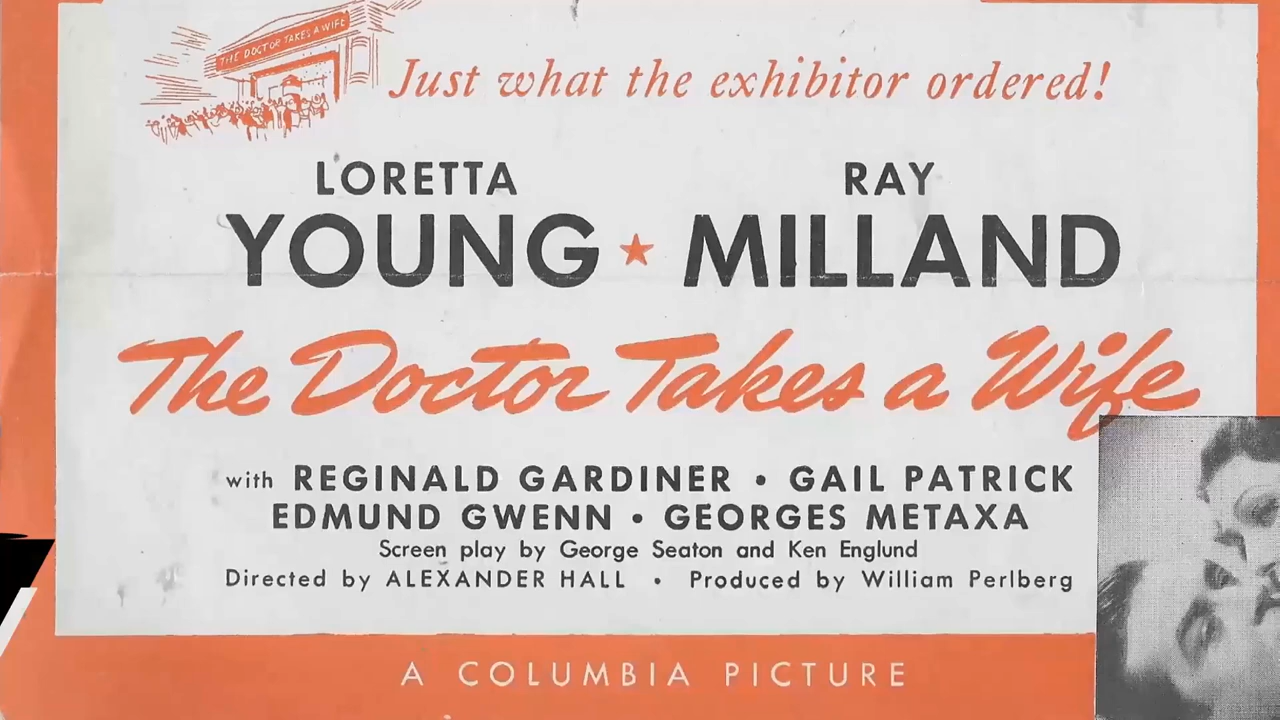 THE DOCTOR TAKES A WIFE
Just what the exhibitor ordered!
LORETTA RAY
YOUNG ★ MILLAND
The Doctor Takes a Wife
with REGINALD GARDINER • GAIL PATRICK
EDMUND GWENN • GEORGES METAXA
Screen play by George Seaton and Ken Englund
Directed by ALEXANDER HALL • Produced by William Perlberg
A COLUMBIA PICTURE